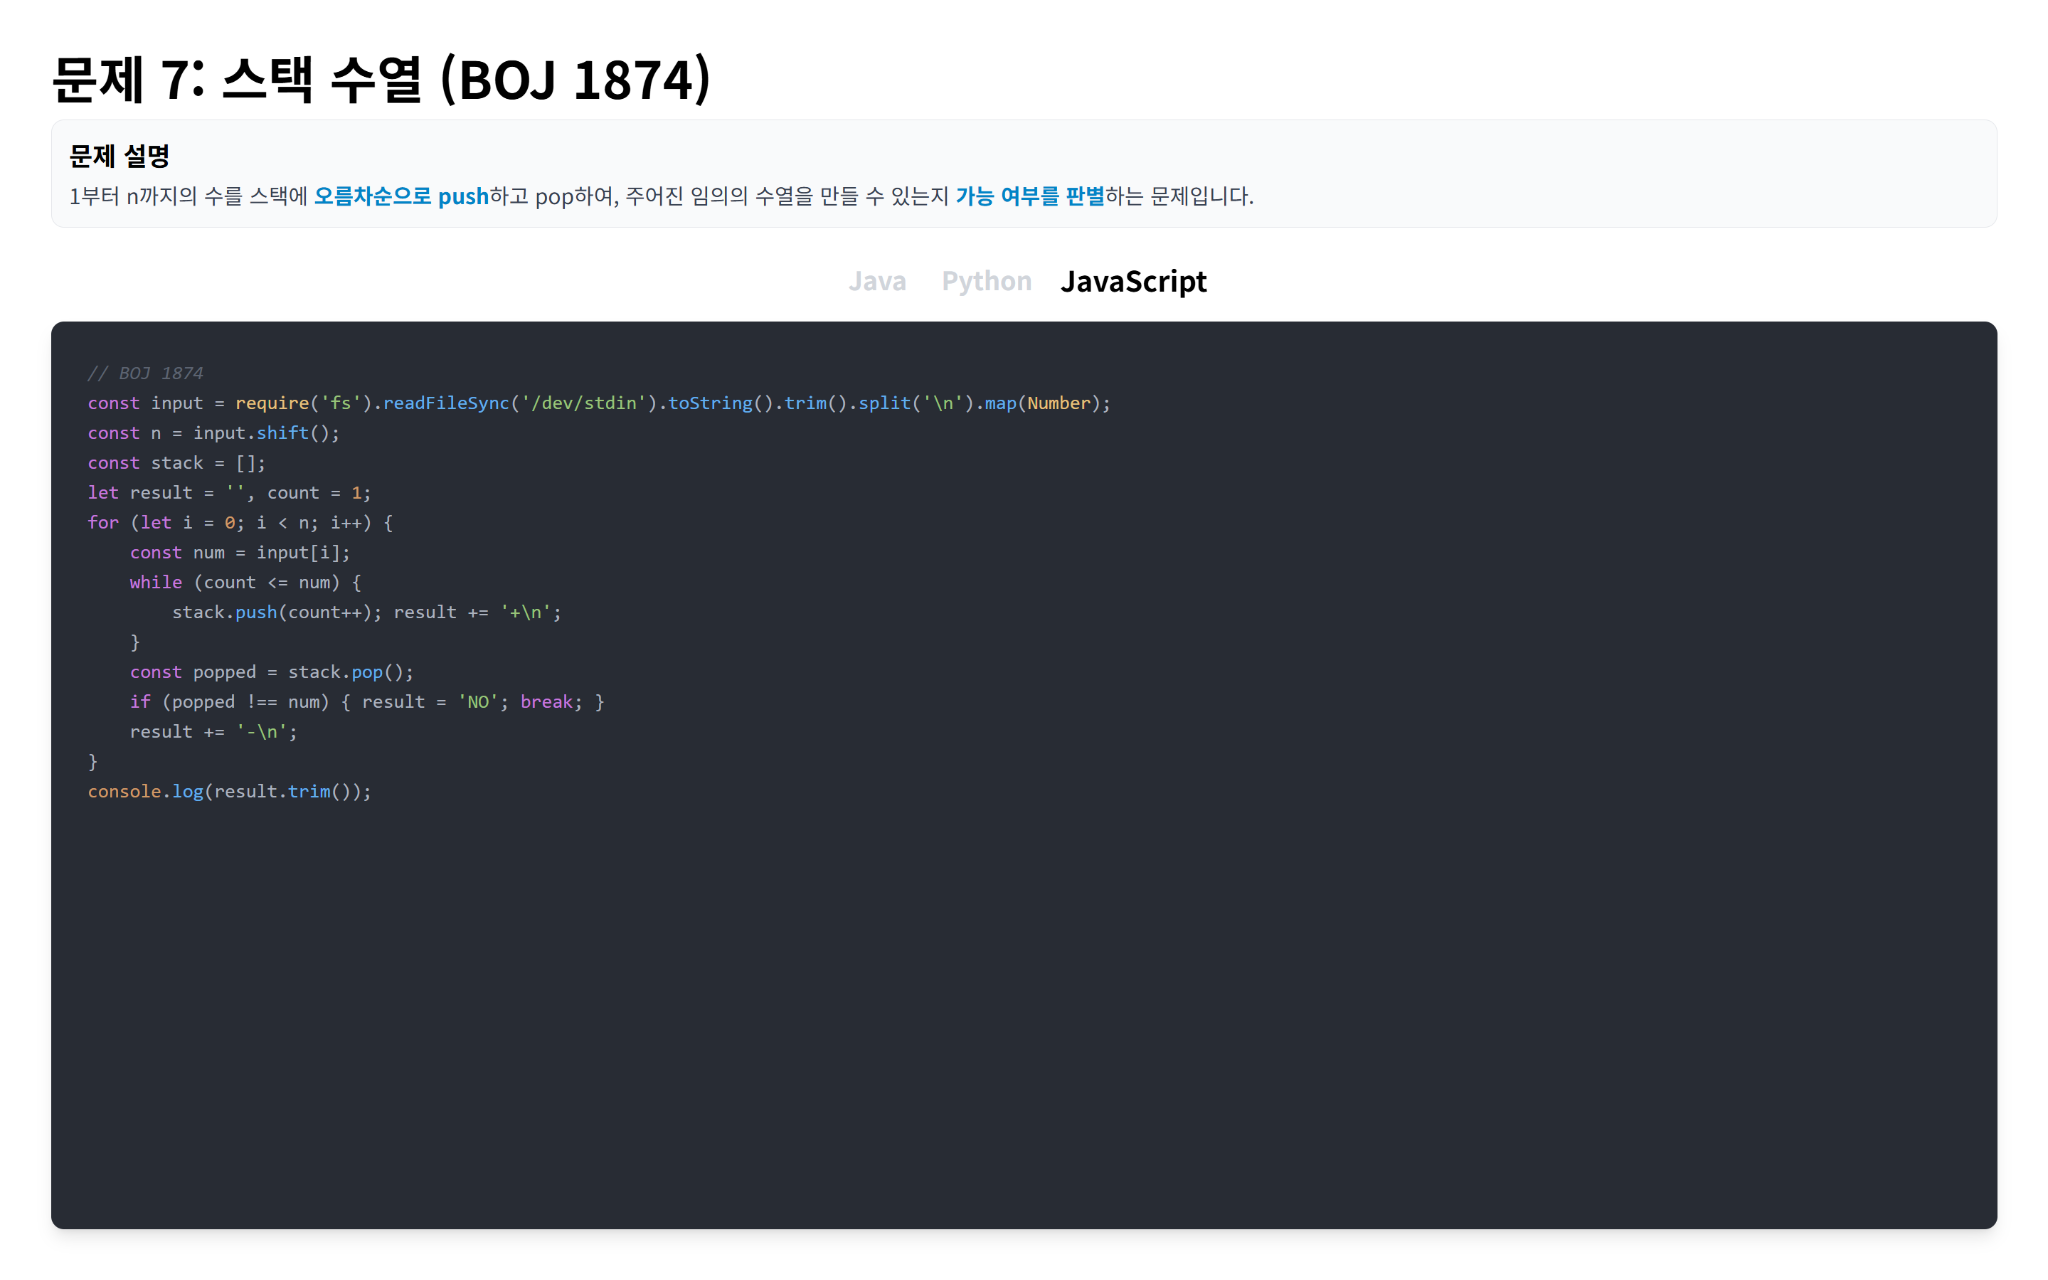 문제 7: 스택 수열 (BOJ 1874)
문제 설명
1부터 n까지의 수를 스택에 오름차순으로 push하고 pop하여, 주어진 임의의 수열을 만들 수 있는지 가능 여부를 판별하는 문제입니다.
Java Python JavaScript
// BOJ 1874
const input = require('fs').readFileSync('/dev/stdin').toString().trim().split('\n').map(Number);
const n = input.shift();
const stack = [];
let result = '', count = 1;
for (let i = 0; i < n; i++) {
    const num = input[i];
    while (count <= num) {
        stack.push(count++); result += '+\n';
    }
    const popped = stack.pop();
    if (popped !== num) { result = 'NO'; break; }
    result += '-\n';
}
console.log(result.trim());